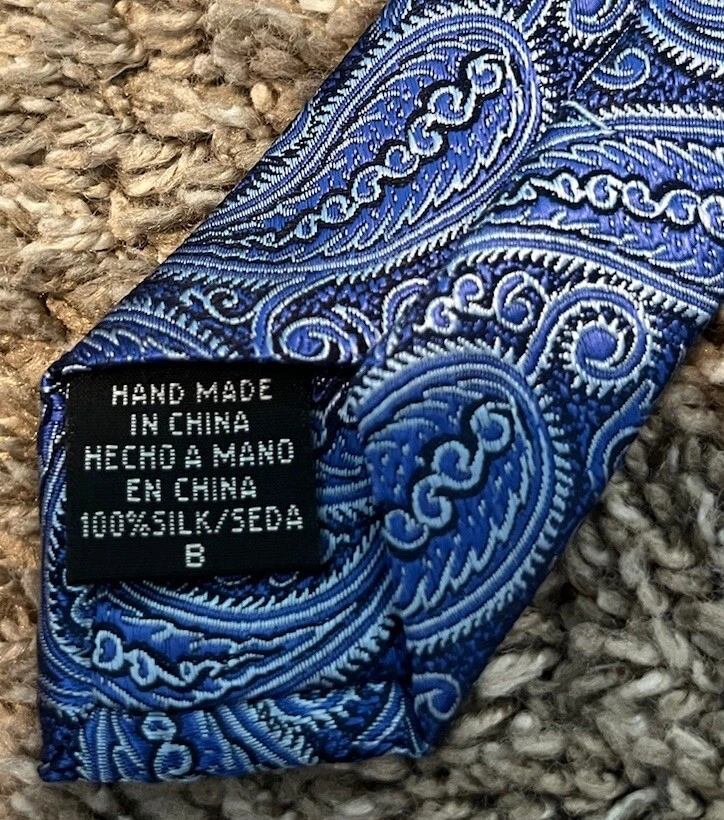 HAND MADE
IN CHINA
HECHO A MANO
EN CHINA
100%SILK/SEDA
B